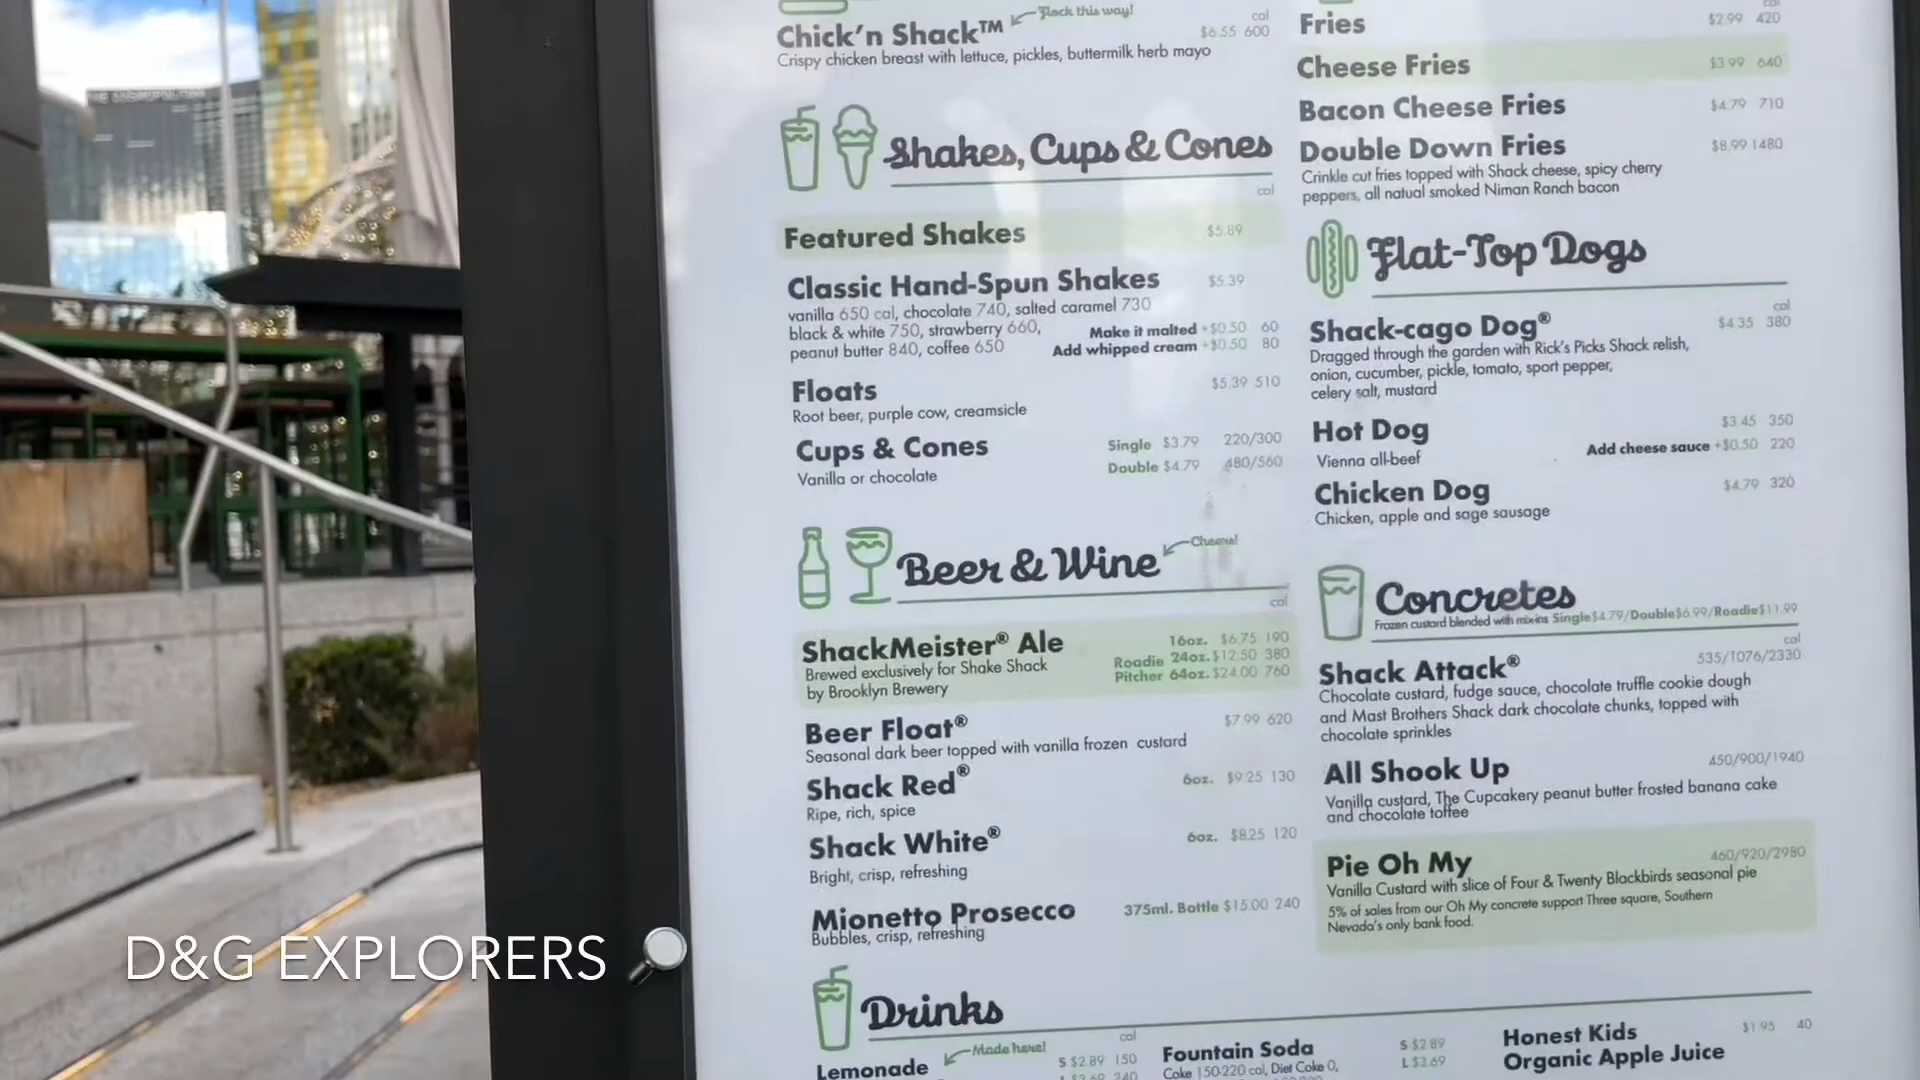 THE COSMOPOLITAN
Chick'n Shack™ Flock this way! cal
$6.55 600
Crispy chicken breast with lettuce, pickles, buttermilk herb mayo
Shakes, Cups & Cones
cal
Featured Shakes $5.89
Classic Hand-Spun Shakes $5.39
vanilla 650 cal, chocolate 740, salted caramel 730
black & white 750, strawberry 660, Make it malted +$0.50 60
peanut butter 840, coffee 650 Add whipped cream +$0.50 80
Floats $5.39 510
Root beer, purple cow, creamsicle
Cups & Cones Single $3.79 220/300
Vanilla or chocolate Double $4.79 480/560
Beer & Wine Cheers!
cal
ShackMeister® Ale 16oz. $6.75 190
Brewed exclusively for Shake Shack Roadie 24oz. $12.50 380
by Brooklyn Brewery Pitcher 64oz. $24.00 760
Beer Float® $7.99 620
Seasonal dark beer topped with vanilla frozen custard
Shack Red® 6oz. $9.25 130
Ripe, rich, spice
Shack White® 6oz. $8.25 120
Bright, crisp, refreshing
Mionetto Prosecco 375ml. Bottle $15.00 240
Bubbles, crisp, refreshing
cal
Fries $2.99 420
Cheese Fries $3.99 640
Bacon Cheese Fries $4.79 710
Double Down Fries $8.99 1480
Crinkle cut fries topped with Shack cheese, spicy cherry
peppers, all natual smoked Niman Ranch bacon
Flat-Top Dogs
cal
Shack-cago Dog® $4.35 380
Dragged through the garden with Rick's Picks Shack relish,
onion, cucumber, pickle, tomato, sport pepper,
celery salt, mustard
Hot Dog $3.45 350
Vienna all-beef Add cheese sauce +$0.50 220
Chicken Dog $4.79 320
Chicken, apple and sage sausage
Concretes
Frozen custard blended with mix-ins Single $4.79/Double $6.99/Roadie $11.99
cal
Shack Attack® 535/1076/2330
Chocolate custard, fudge sauce, chocolate truffle cookie dough
and Mast Brothers Shack dark chocolate chunks, topped with
chocolate sprinkles
All Shook Up 450/900/1940
Vanilla custard, The Cupcakery peanut butter frosted banana cake
and chocolate toffee
Pie Oh My 460/920/2980
Vanilla Custard with slice of Four & Twenty Blackbirds seasonal pie
5% of sales from our Oh My concrete support Three square, Southern
Nevada's only bank food.
Drinks
Made here! cal
Lemonade S $2.89 150
L $3.69 240
Fountain Soda S $2.89
Coke 150-220 cal, Diet Coke 0, L $3.69
Honest Kids $1.95 40
Organic Apple Juice
D&G EXPLORERS